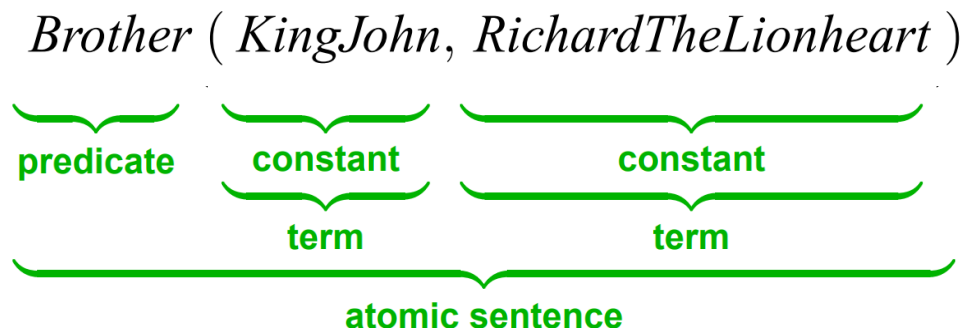 Brother ( KingJohn, RichardTheLionheart )
predicate constant constant
term term
atomic sentence